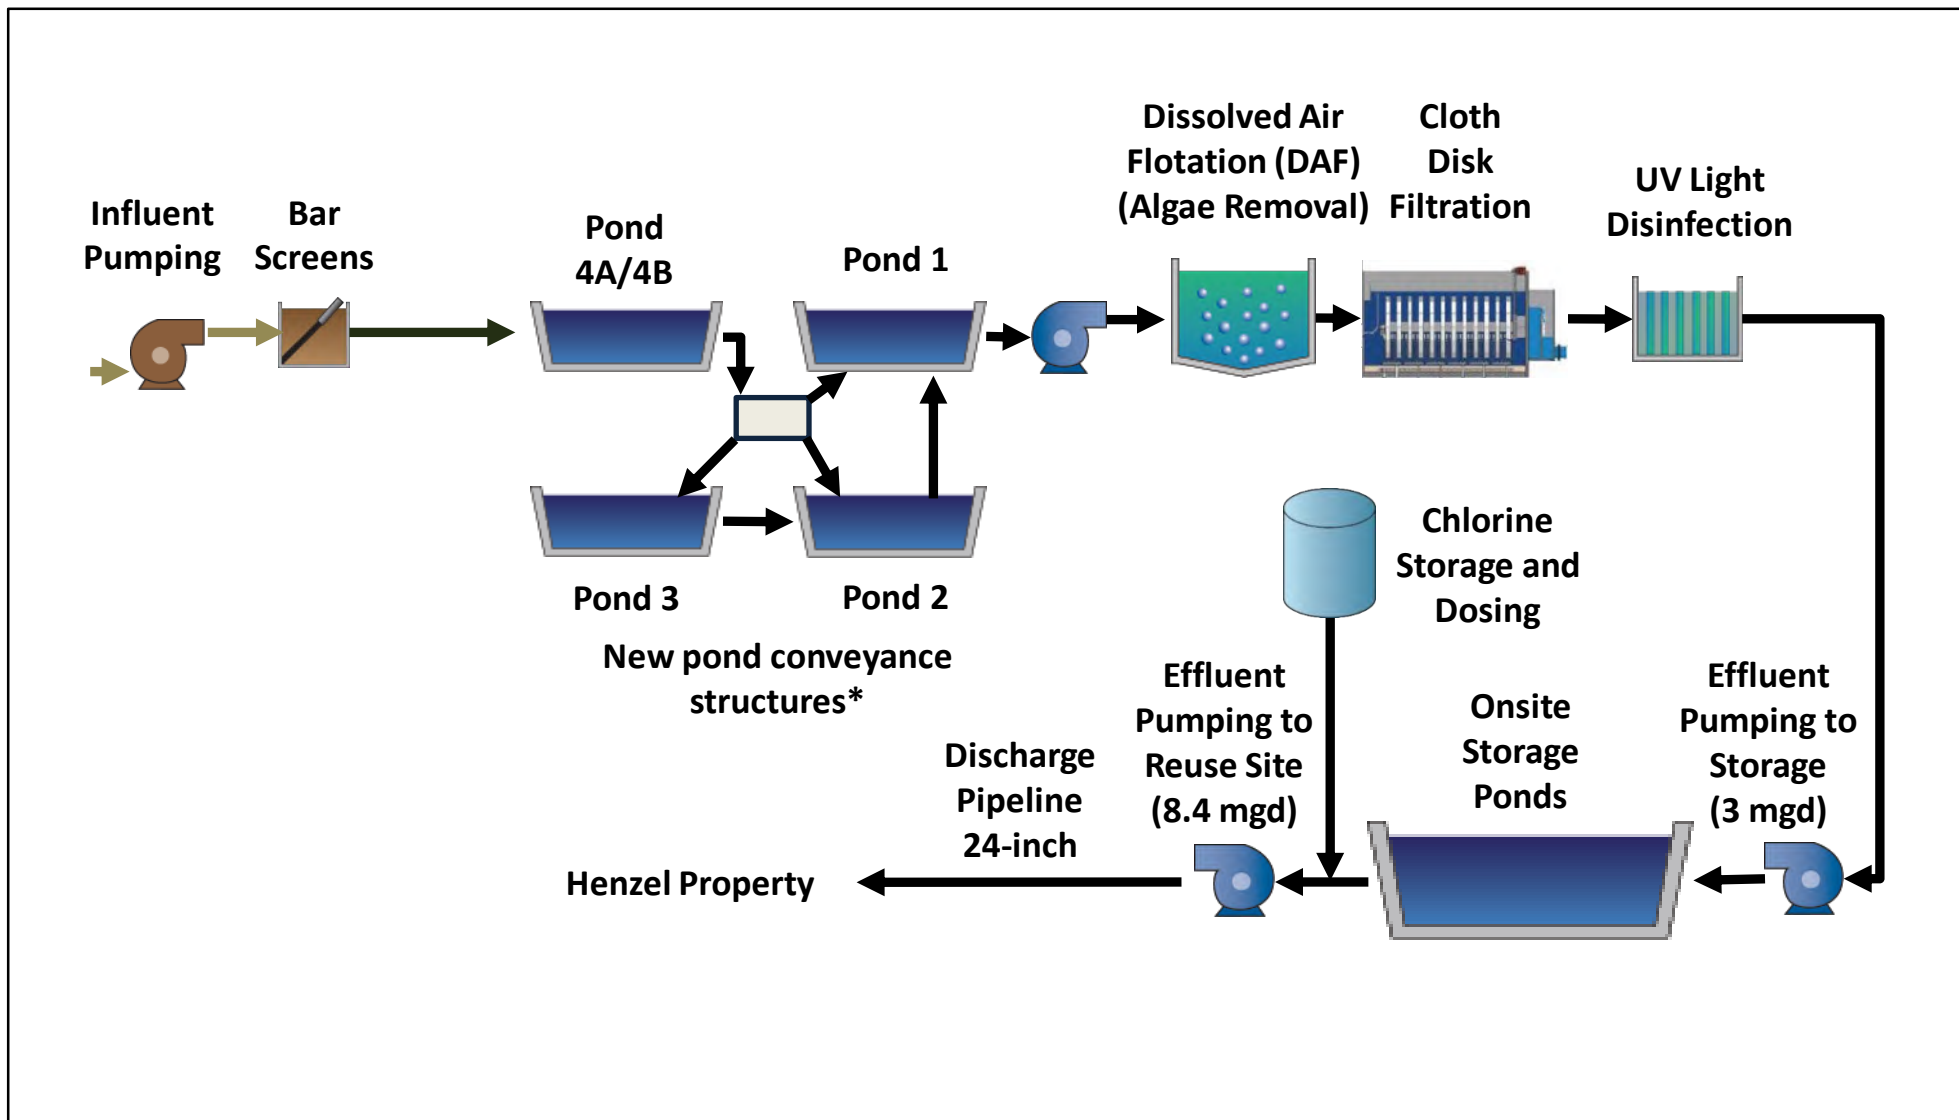 Influent
Pumping
Bar
Screens
Pond
4A/4B
Pond 1
Dissolved Air
Flotation (DAF)
(Algae Removal)
Cloth
Disk
Filtration
UV Light
Disinfection
Pond 3
Pond 2
New pond conveyance
structures*
Chlorine
Storage and
Dosing
Henzel Property
Discharge
Pipeline
24-inch
Effluent
Pumping to
Reuse Site
(8.4 mgd)
Onsite
Storage
Ponds
Effluent
Pumping to
Storage
(3 mgd)